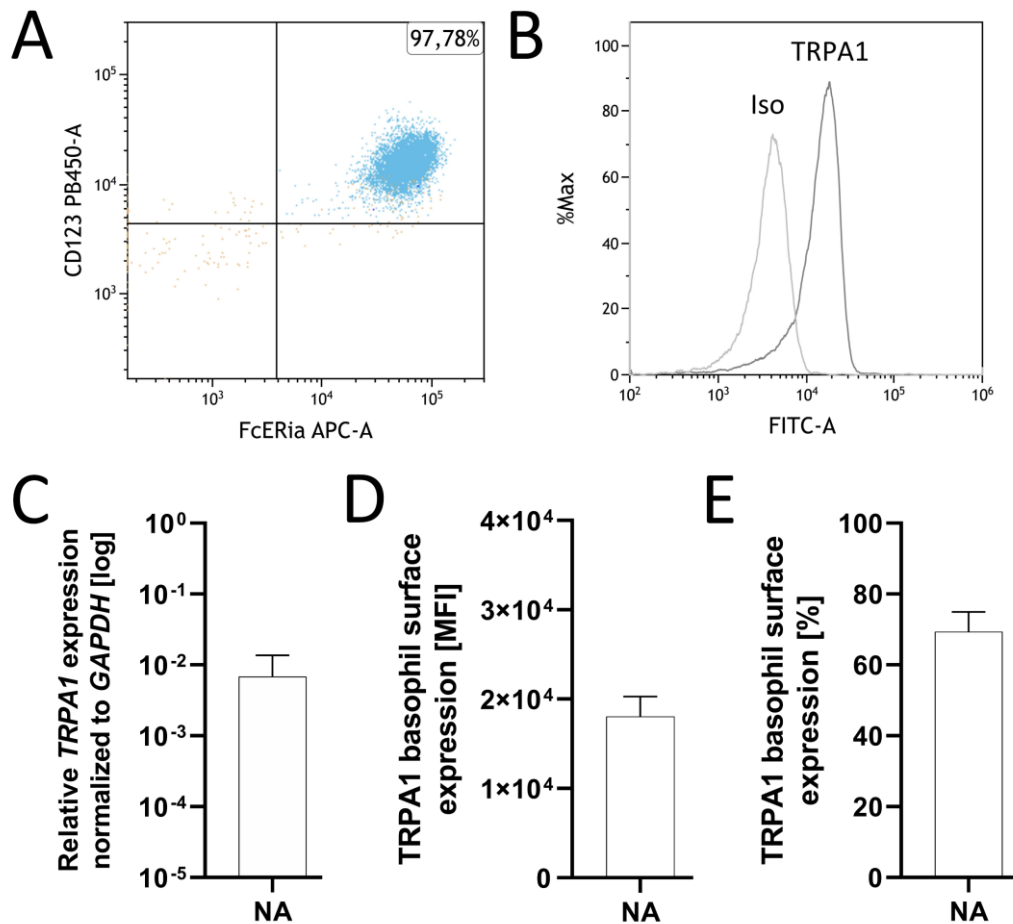 A
97,78%
CD123 PB450-A
10⁵
10⁴
10³
10³
10⁴
10⁵
FcERia APC-A
B
TRPA1
Iso
%Max
100
80
60
40
20
0
10²
10³
10⁴
10⁵
10⁶
FITC-A
C
Relative TRPA1 expression
normalized to GAPDH [log]
10⁰
10⁻¹
10⁻²
10⁻³
10⁻⁴
10⁻⁵
NA
D
TRPA1 basophil surface
expression [MFI]
4×10⁴
3×10⁴
2×10⁴
1×10⁴
0
NA
E
TRPA1 basophil surface
expression [%]
100
80
60
40
20
0
NA